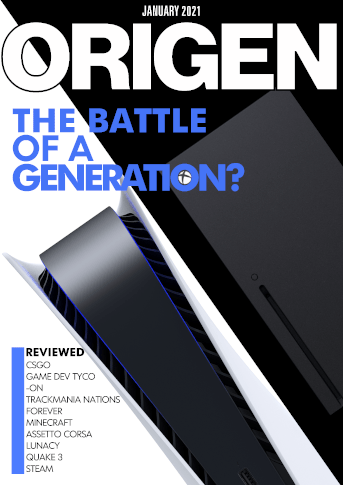 JANUARY 2021
ORIGEN
THE BATTLE
OF A
GENERATION?
REVIEWED
CSGO
GAME DEV TYCO
-ON
TRACKMANIA NATIONS
FOREVER
MINECRAFT
ASSETTO CORSA
LUNACY
QUAKE 3
STEAM